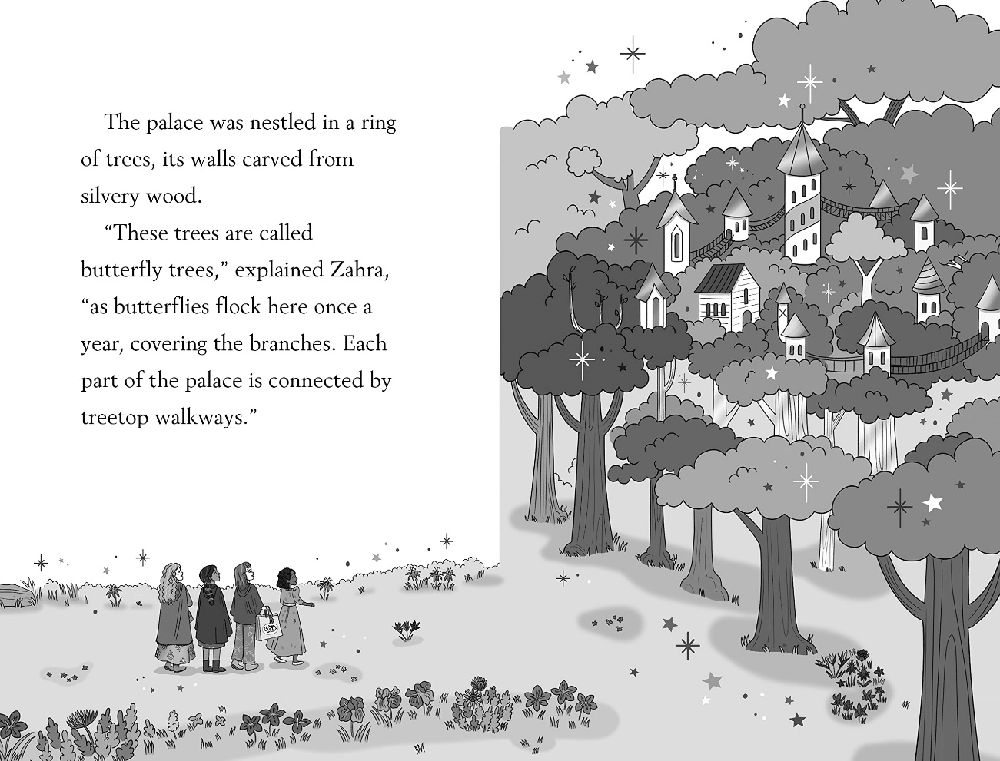 The palace was nestled in a ring
of trees, its walls carved from
silvery wood.
“These trees are called
butterfly trees,” explained Zahra,
“as butterflies flock here once a
year, covering the branches. Each
part of the palace is connected by
treetop walkways.”